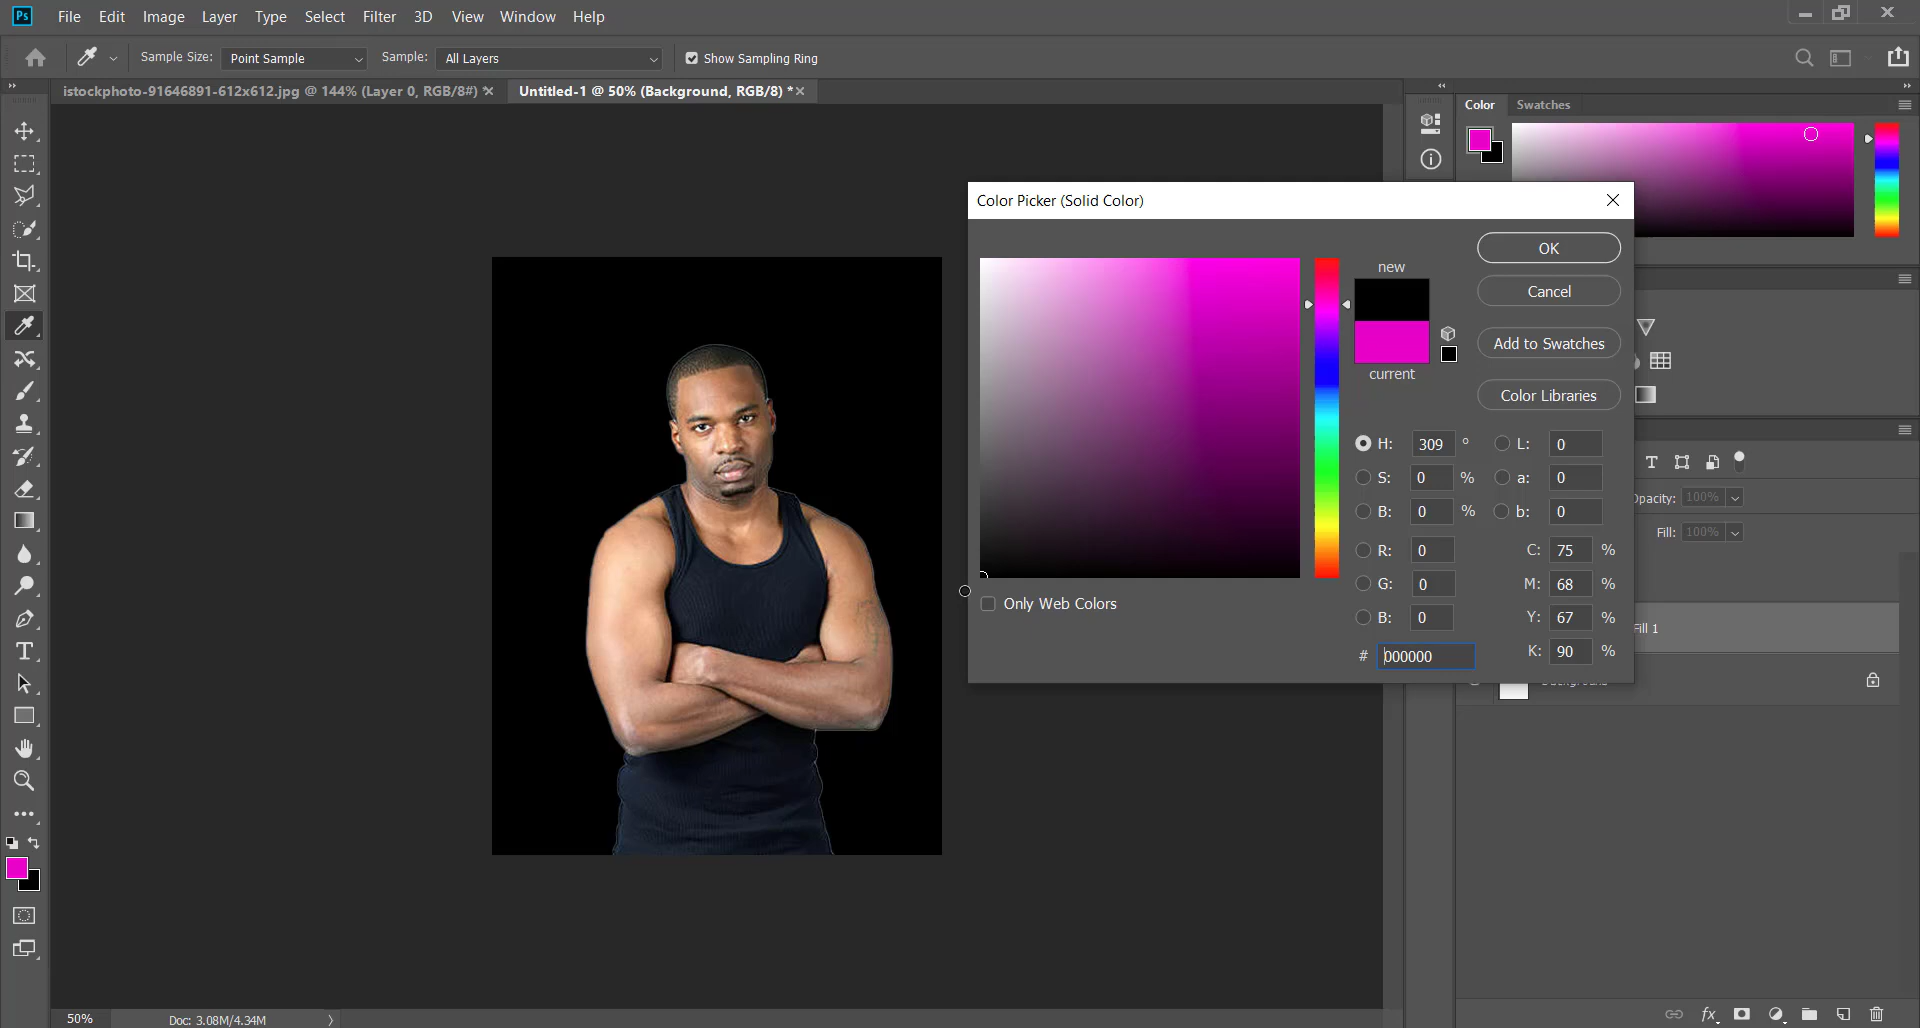 Ps File Edit Image Layer Type Select Filter 3D View Window Help
Sample Size: Point Sample Sample: All Layers Show Sampling Ring
istockphoto-91646891-612x612.jpg @ 144% (Layer 0, RGB/8#) *
Untitled-1 @ 50% (Background, RGB/8) *
Color Swatches
Color Picker (Solid Color)
new
current
OK
Cancel
Add to Swatches
Color Libraries
H: 309 °
S: 0 %
B: 0 %
R: 0
G: 0
B: 0
# 000000
L: 0
a: 0
b: 0
C: 75 %
M: 68 %
Y: 67 %
K: 90 %
Only Web Colors
Opacity: 100%
Fill: 100%
Fill 1
50% Doc: 3.08M/4.34M
fx